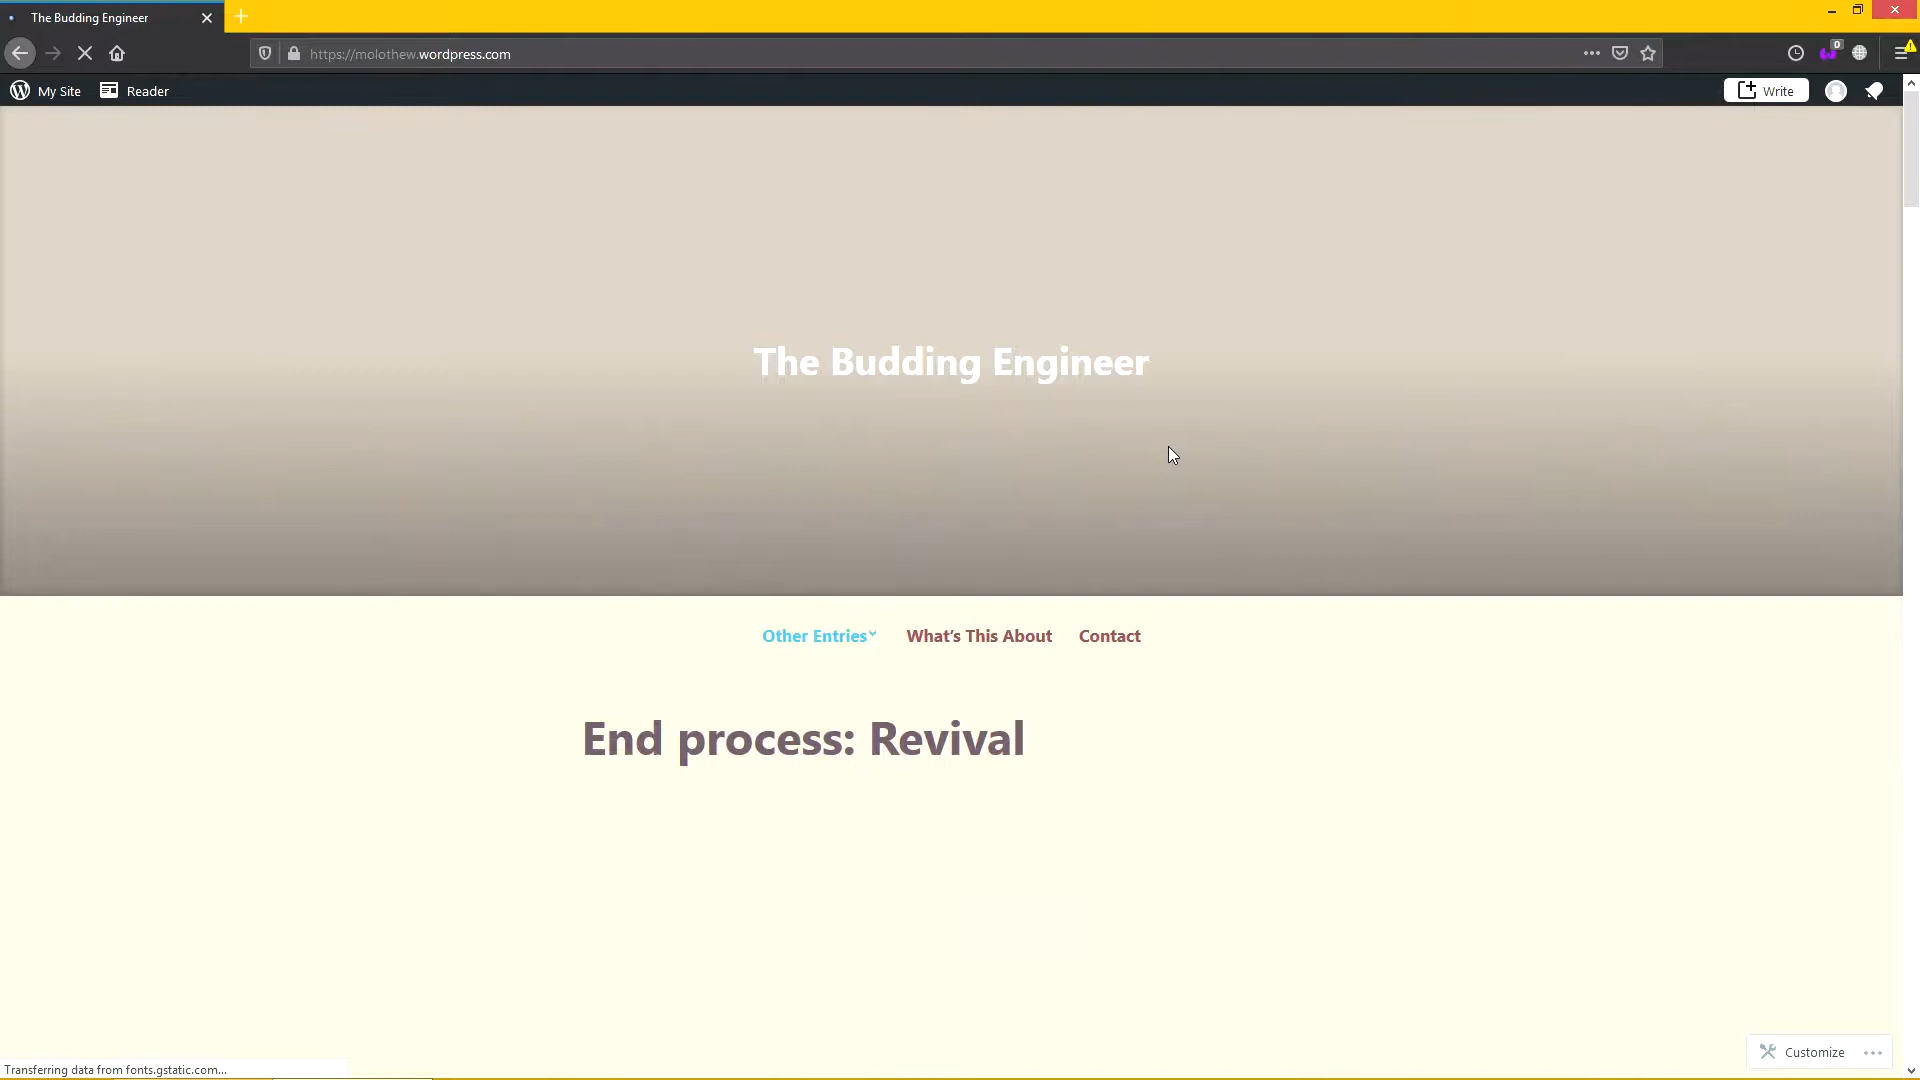 The Budding Engineer
https://molothew.wordpress.com
0
My Site
Reader
Write
The Budding Engineer
Other Entries
What's This About
Contact
End process: Revival
Customize
Transferring data from fonts.gstatic.com...